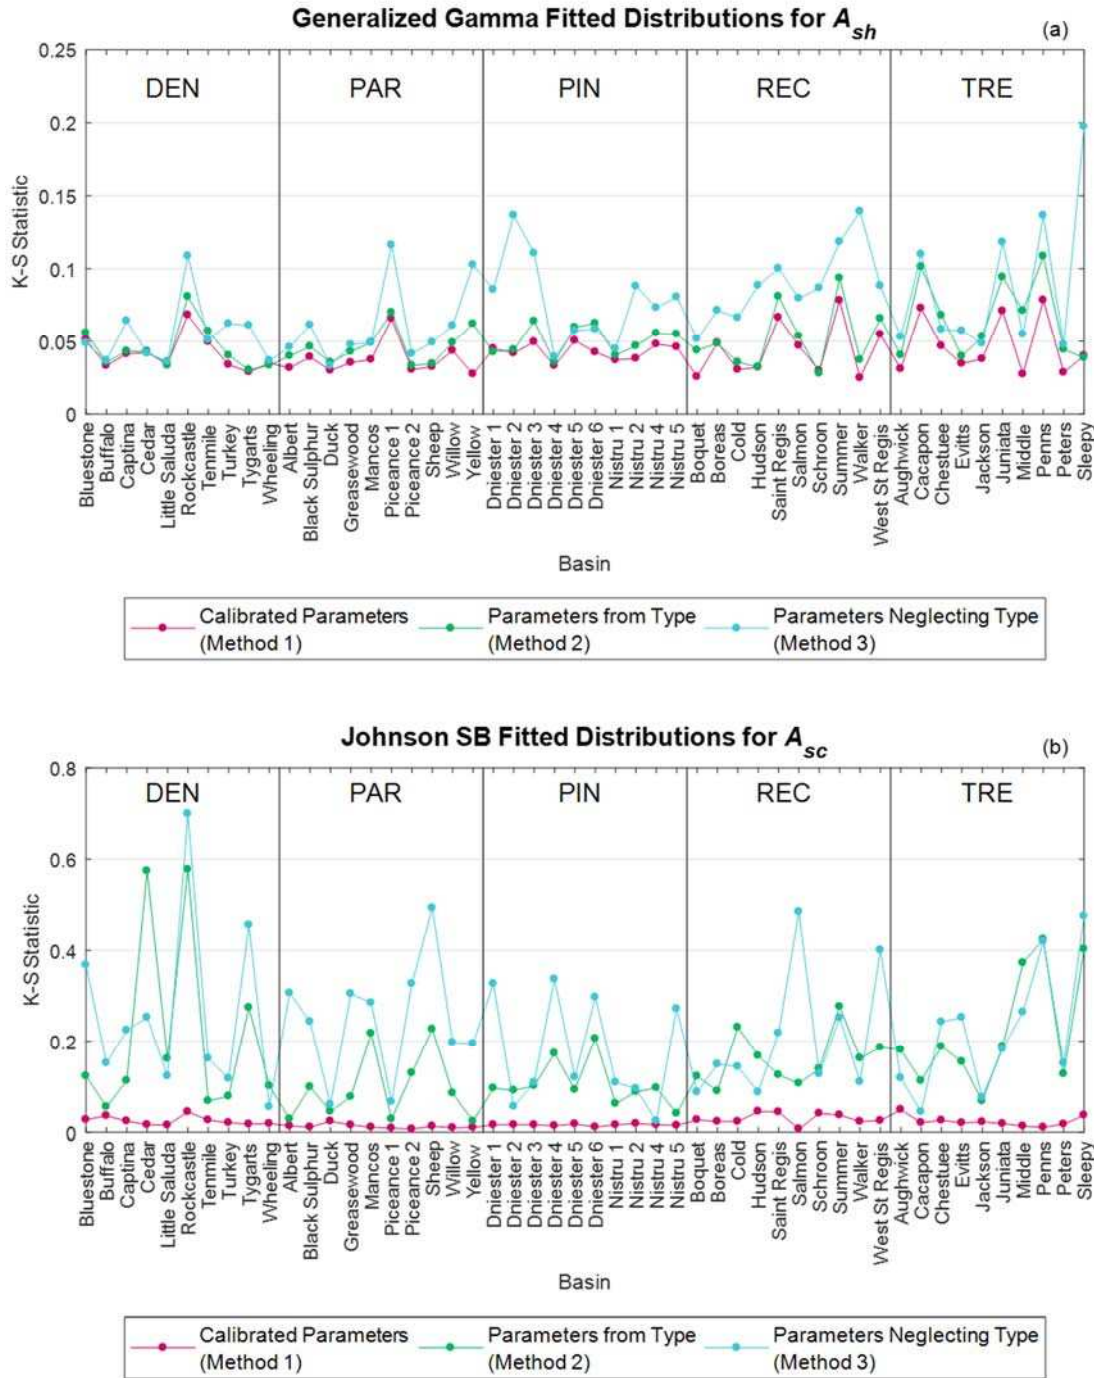 Generalized Gamma Fitted Distributions for A_sh
(a)
0.25
DEN PAR PIN REC TRE
0.2
0.15
0.1
0.05
0
K-S Statistic
Bluestone
Buffalo
Captina
Cedar
Little Saluda
Rockcastle
Tenmile
Turkey
Tygarts
Wheeling
Albert
Black Sulphur
Duck
Greasewood
Mancos
Piceance 1
Piceance 2
Sheep
Willow
Yellow
Dniester 1
Dniester 2
Dniester 3
Dniester 4
Dniester 5
Dniester 6
Nistru 1
Nistru 2
Nistru 4
Nistru 5
Boquet
Boreas
Cold
Hudson
Saint Regis
Salmon
Schroon
Summer
Walker
West St Regis
Aughwick
Cacapon
Chestuee
Evitts
Jackson
Juniata
Middle
Penns
Peters
Sleepy
Basin
Calibrated Parameters
(Method 1)
Parameters from Type
(Method 2)
Parameters Neglecting Type
(Method 3)
Johnson SB Fitted Distributions for A_sc
(b)
0.8
DEN PAR PIN REC TRE
0.6
0.4
0.2
0
K-S Statistic
Bluestone
Buffalo
Captina
Cedar
Little Saluda
Rockcastle
Tenmile
Turkey
Tygarts
Wheeling
Albert
Black Sulphur
Duck
Greasewood
Mancos
Piceance 1
Piceance 2
Sheep
Willow
Yellow
Dniester 1
Dniester 2
Dniester 3
Dniester 4
Dniester 5
Dniester 6
Nistru 1
Nistru 2
Nistru 4
Nistru 5
Boquet
Boreas
Cold
Hudson
Saint Regis
Salmon
Schroon
Summer
Walker
West St Regis
Aughwick
Cacapon
Chestuee
Evitts
Jackson
Juniata
Middle
Penns
Peters
Sleepy
Basin
Calibrated Parameters
(Method 1)
Parameters from Type
(Method 2)
Parameters Neglecting Type
(Method 3)